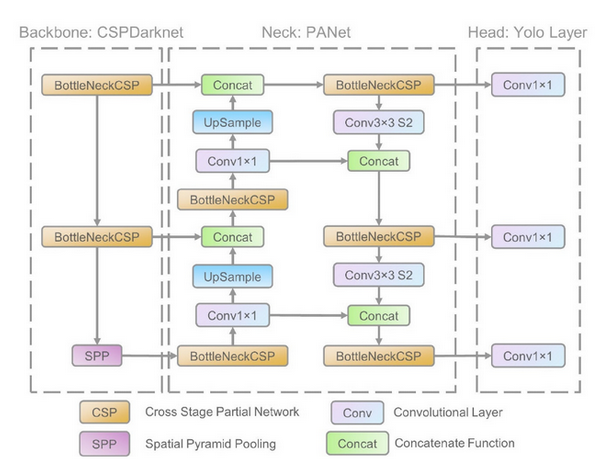 Backbone: CSPDarknet
Neck: PANet
Head: Yolo Layer
BottleNeckCSP
Concat
BottleNeckCSP
Conv1×1
UpSample
Conv3×3 S2
Conv1×1
Concat
BottleNeckCSP
BottleNeckCSP
Concat
BottleNeckCSP
Conv1×1
UpSample
Conv3×3 S2
Conv1×1
Concat
SPP
BottleNeckCSP
BottleNeckCSP
Conv1×1
CSP
Cross Stage Partial Network
Conv
Convolutional Layer
SPP
Spatial Pyramid Pooling
Concat
Concatenate Function